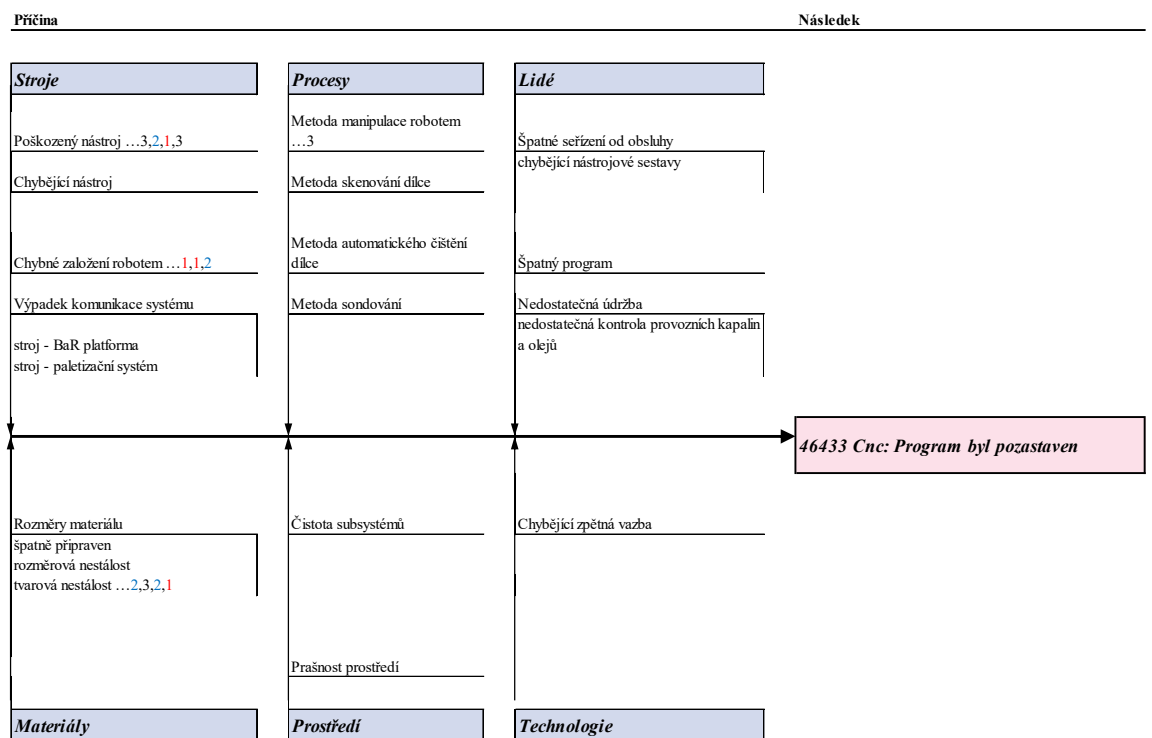 Příčina
Následek
Stroje
Poškozený nástroj …3,2,1,3
Chybějící nástroj
Chybné založení robotem …1,1,2
Výpadek komunikace systému
stroj - BaR platforma
stroj - paletizační systém
Procesy
Metoda manipulace robotem
…3
Metoda skenování dílce
Metoda automatického čištění
dílce
Metoda sondování
Lidé
Špatné seřízení od obsluhy
chybějící nástrojové sestavy
Špatný program
Nedostatečná údržba
nedostatečná kontrola provozních kapalin
a olejů
46433 Cnc: Program byl pozastaven
Rozměry materiálu
špatně připraven
rozměrová nestálost
tvarová nestálost …2,3,2,1
Materiály
Čistota subsystémů
Prašnost prostředí
Prostředí
Chybějící zpětná vazba
Technologie